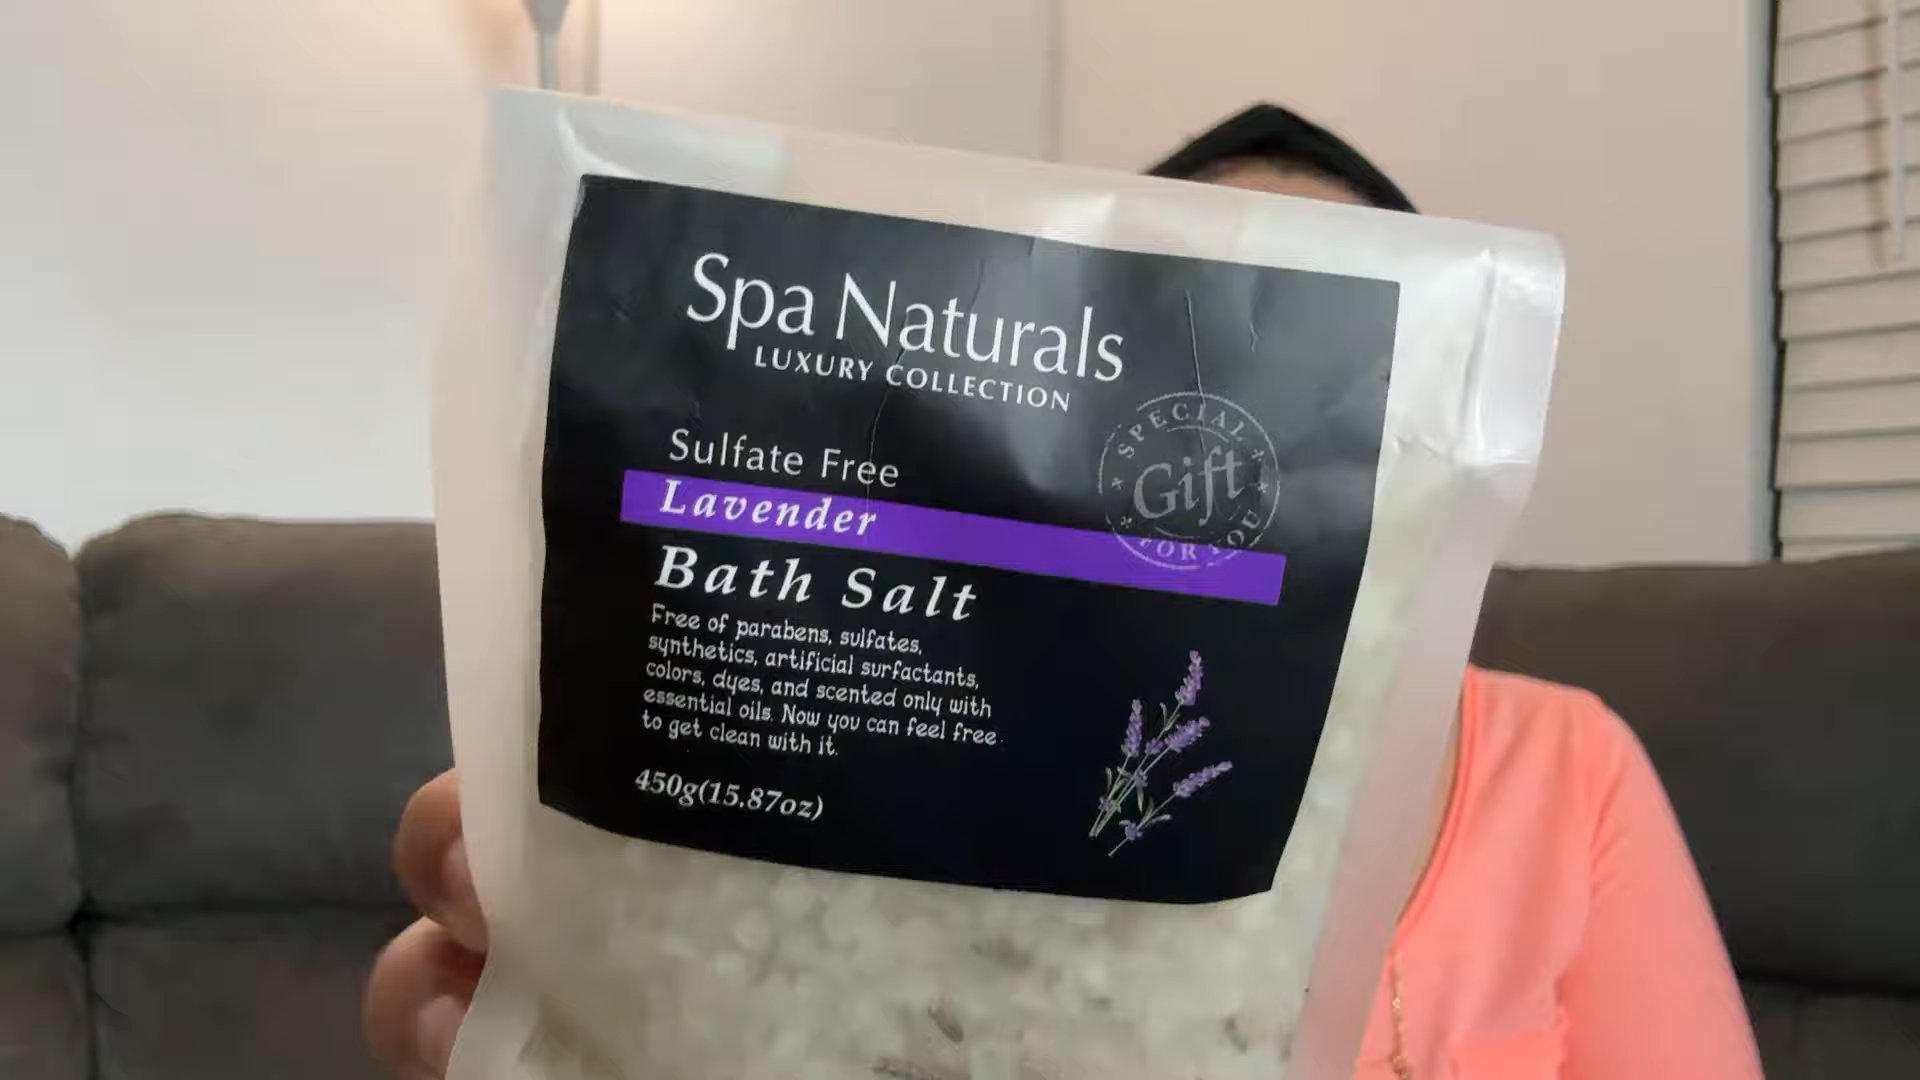 Spa Naturals
LUXURY COLLECTION
SPECIAL
Gift
FOR YOU
Sulfate Free
Lavender
Bath Salt
Free of parabens, sulfates,
synthetics, artificial surfactants,
colors, dyes, and scented only with
essential oils. Now you can feel free
to get clean with it.
450g(15.87oz)